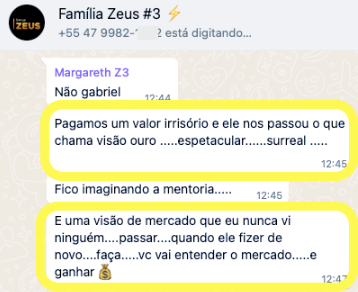 ZEUS
Família Zeus #3 ⚡
+55 47 9982- 2 está digitando...
Margareth Z3
Não gabriel
12:44
Pagamos um valor irrisório e ele nos passou o que
chama visão ouro .....espetacular......surreal .....
12:45
Fico imaginando a mentoria.....
12:45
E uma visão de mercado que eu nunca vi
ninguém....passar....quando ele fizer de
novo....faça.....vc vai entender o mercado.....e
ganhar 💰
12:47